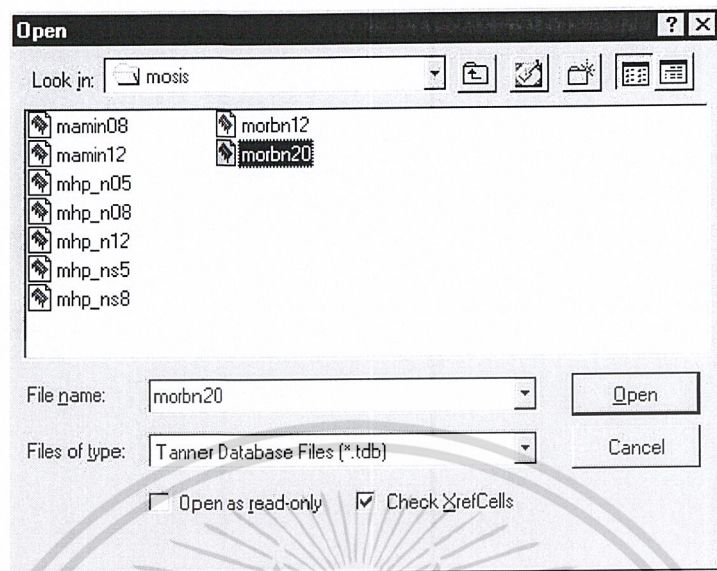 Open
Look in: mosis
mamin08
mamin12
mhp_n05
mhp_n08
mhp_n12
mhp_ns5
mhp_ns8
morbn12
morbn20
File name: morbn20 Open
Files of type: Tanner Database Files (*.tdb) Cancel
Open as read-only Check XrefCells